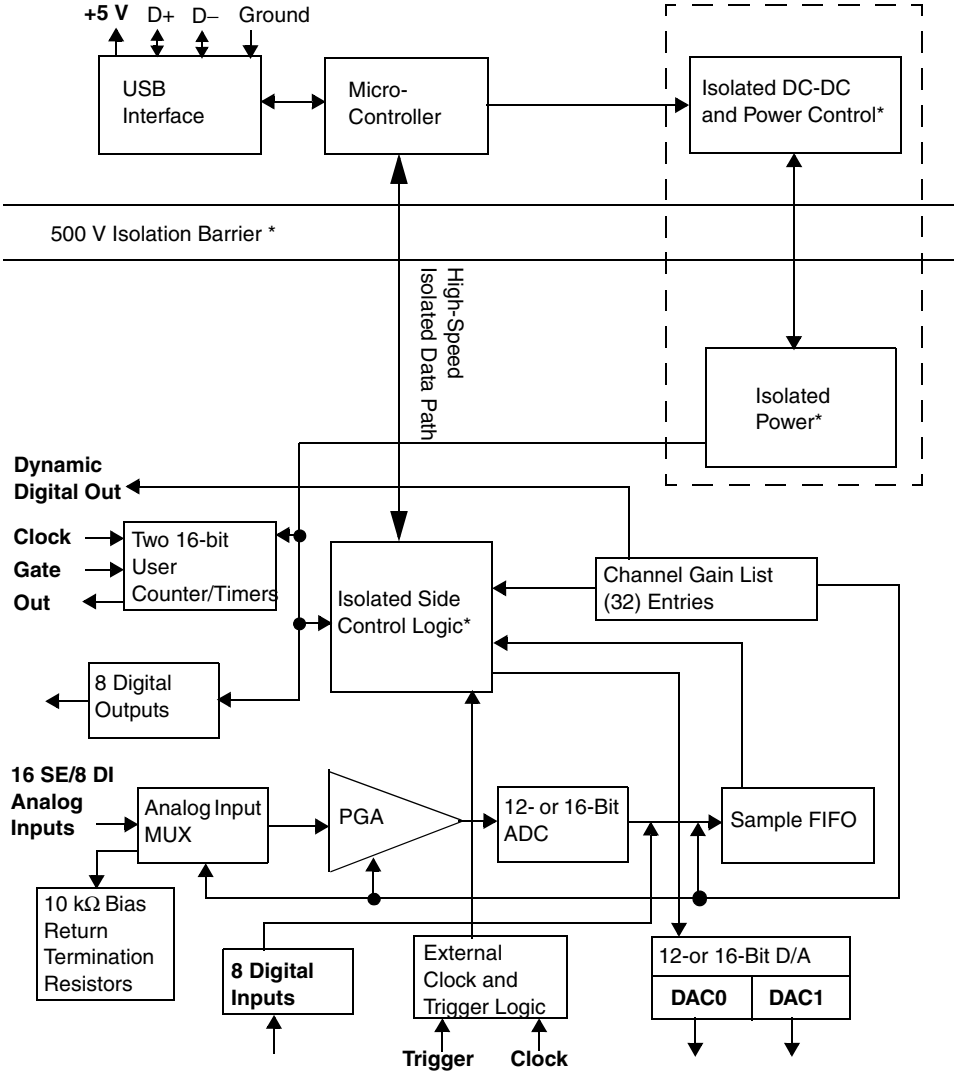 +5 V D+ D– Ground
USB
Interface
Micro-
Controller
Isolated DC-DC
and Power Control*
500 V Isolation Barrier *
High-Speed
Isolated Data Path
Isolated
Power*
Dynamic
Digital Out
Clock
Gate
Out
Two 16-bit
User
Counter/Timers
Isolated Side
Control Logic*
Channel Gain List
(32) Entries
8 Digital
Outputs
16 SE/8 DI
Analog
Inputs
Analog Input
MUX
PGA
12- or 16-Bit
ADC
Sample FIFO
10 kΩ Bias
Return
Termination
Resistors
8 Digital
Inputs
External
Clock and
Trigger Logic
12-or 16-Bit D/A
DAC0 DAC1
Trigger Clock